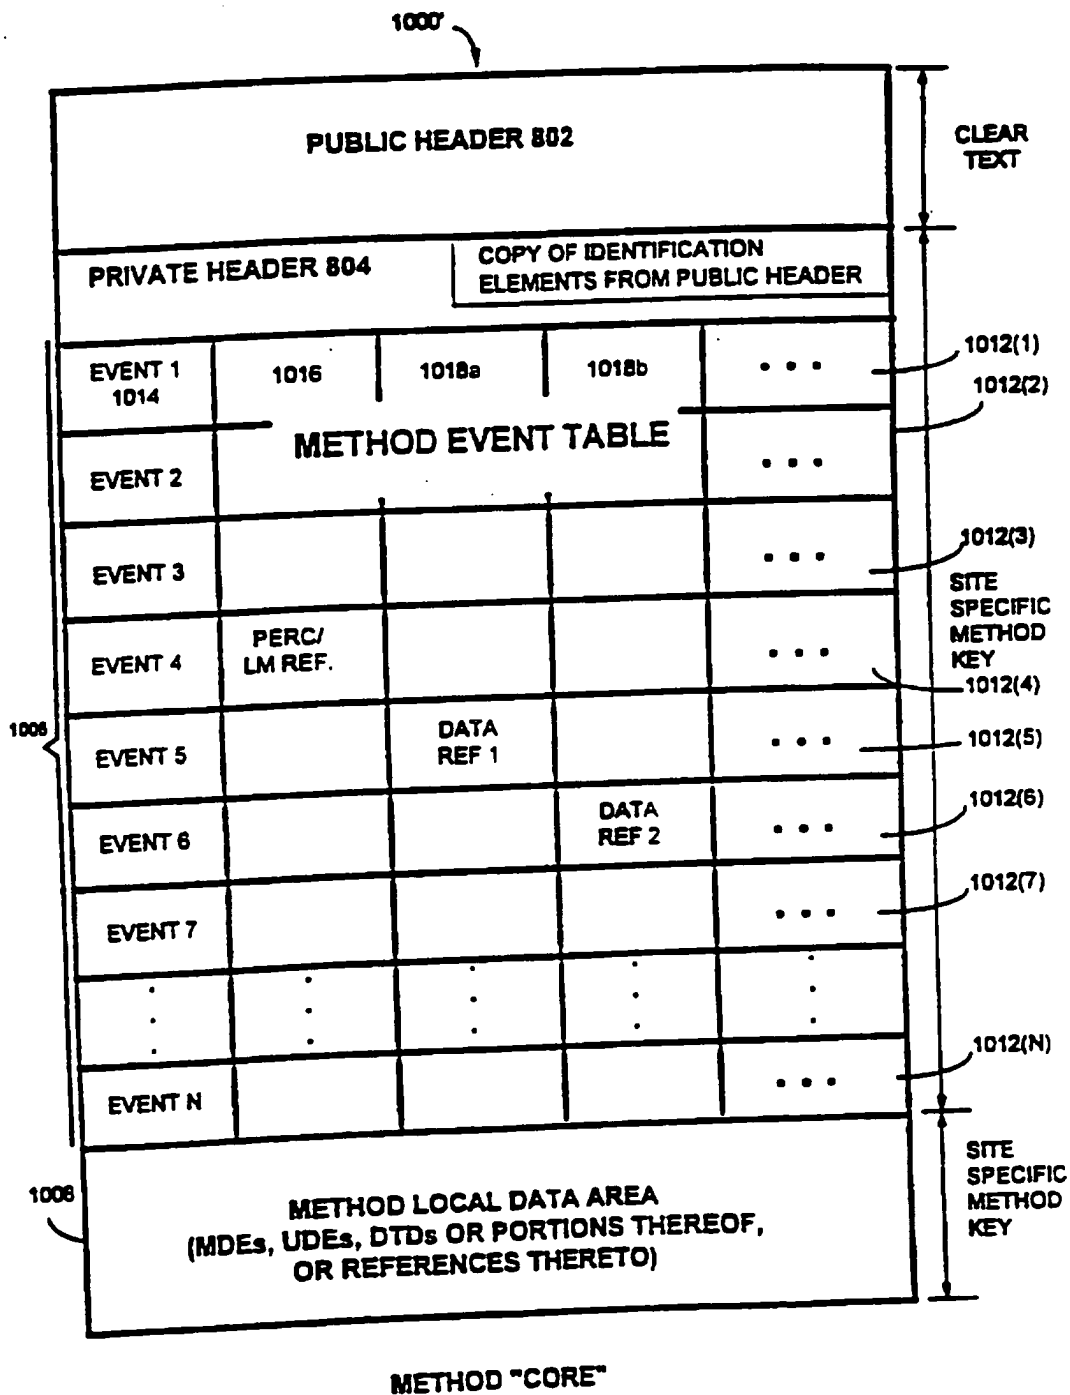 1000'
PUBLIC HEADER 802
CLEAR
TEXT
PRIVATE HEADER 804
COPY OF IDENTIFICATION
ELEMENTS FROM PUBLIC HEADER
EVENT 1
1014
1016
1018a
1018b
• • •
1012(1)
1012(2)
METHOD EVENT TABLE
EVENT 2
• • •
EVENT 3
• • •
1012(3)
SITE
SPECIFIC
METHOD
KEY
EVENT 4
PERC/
LM REF.
• • •
1012(4)
1006
EVENT 5
DATA
REF 1
• • •
1012(5)
EVENT 6
DATA
REF 2
• • •
1012(6)
EVENT 7
• • •
1012(7)
EVENT N
• • •
1012(N)
1008
METHOD LOCAL DATA AREA
(MDEs, UDEs, DTDs OR PORTIONS THEREOF,
OR REFERENCES THERETO)
SITE
SPECIFIC
METHOD
KEY
METHOD "CORE"